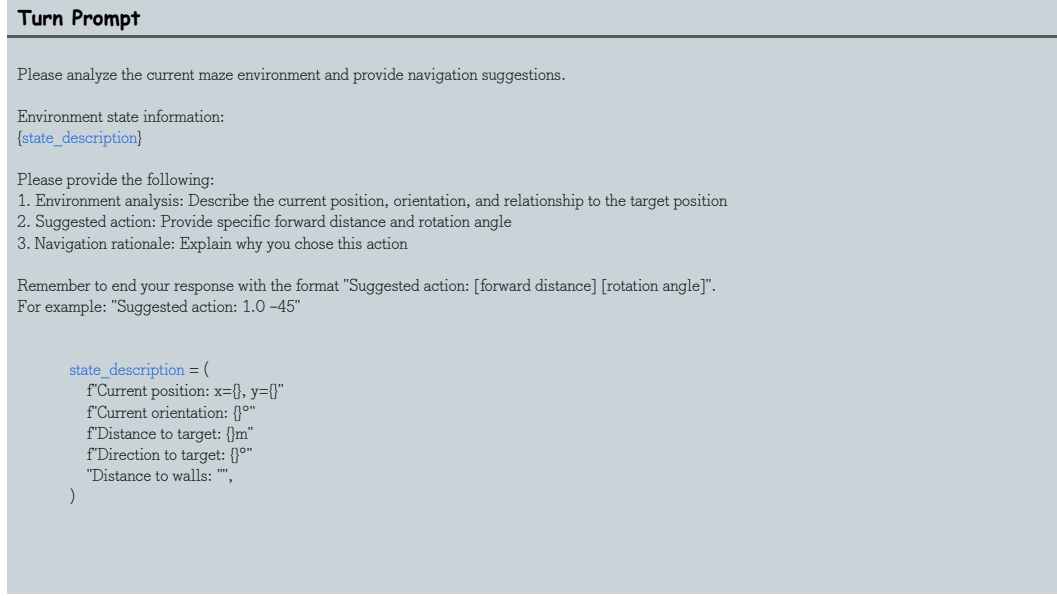 Turn Prompt
Please analyze the current maze environment and provide navigation suggestions.
Environment state information:
{state_description}
Please provide the following:
1. Environment analysis: Describe the current position, orientation, and relationship to the target position
2. Suggested action: Provide specific forward distance and rotation angle
3. Navigation rationale: Explain why you chose this action
Remember to end your response with the format "Suggested action: [forward distance] [rotation angle]".
For example: "Suggested action: 1.0 -45"
state_description = (
f"Current position: x={}, y={}"
f"Current orientation: {}°"
f"Distance to target: {}m"
f"Direction to target: {}°"
"Distance to walls: "",
)